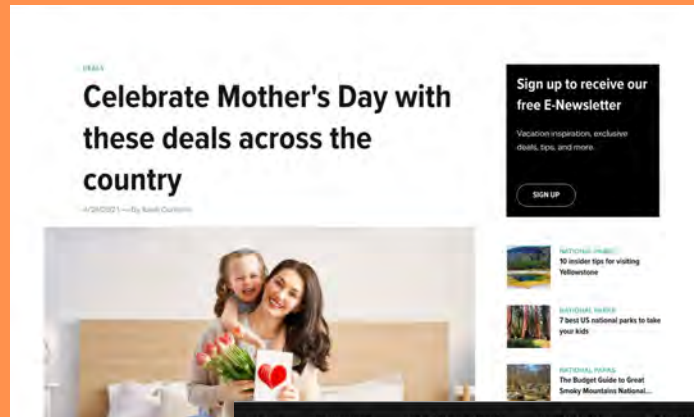 DEALS
Celebrate Mother's Day with
these deals across the
country
Sign up to receive our
free E-Newsletter
Vacation inspiration, exclusive
deals, tips, and more.
SIGN UP
NATIONAL PARKS
10 insider tips for visiting
Yellowstone
NATIONAL PARKS
7 best US national parks to take
your kids
NATIONAL PARKS
The Budget Guide to Great
Smoky Mountains National...